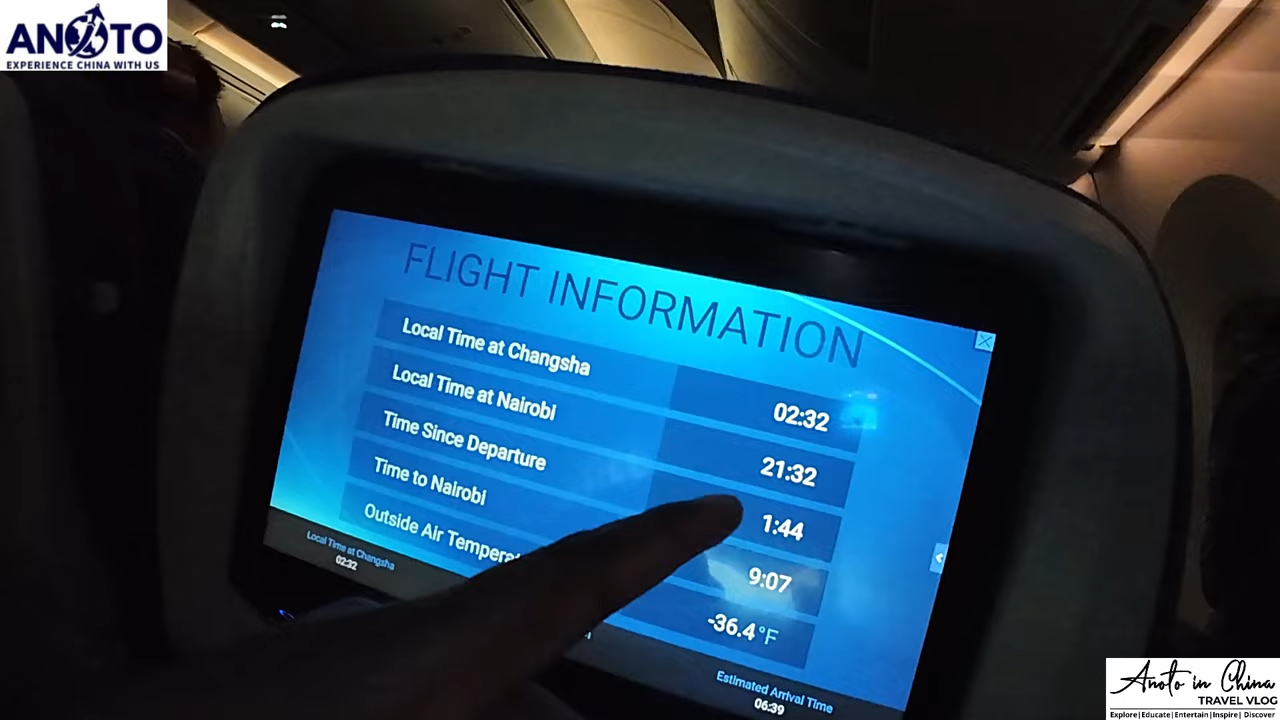 ANOTO
EXPERIENCE CHINA WITH US
FLIGHT INFORMATION
Local Time at Changsha 02:32
Local Time at Nairobi 21:32
Time Since Departure 1:44
Time to Nairobi 9:07
Outside Air -36.4 °F
Local Time at Changsha
02:32
Estimated Arrival Time
06:39
Anoto in China
TRAVEL VLOG
Explore|Educate|Entertain|Inspire| Discover